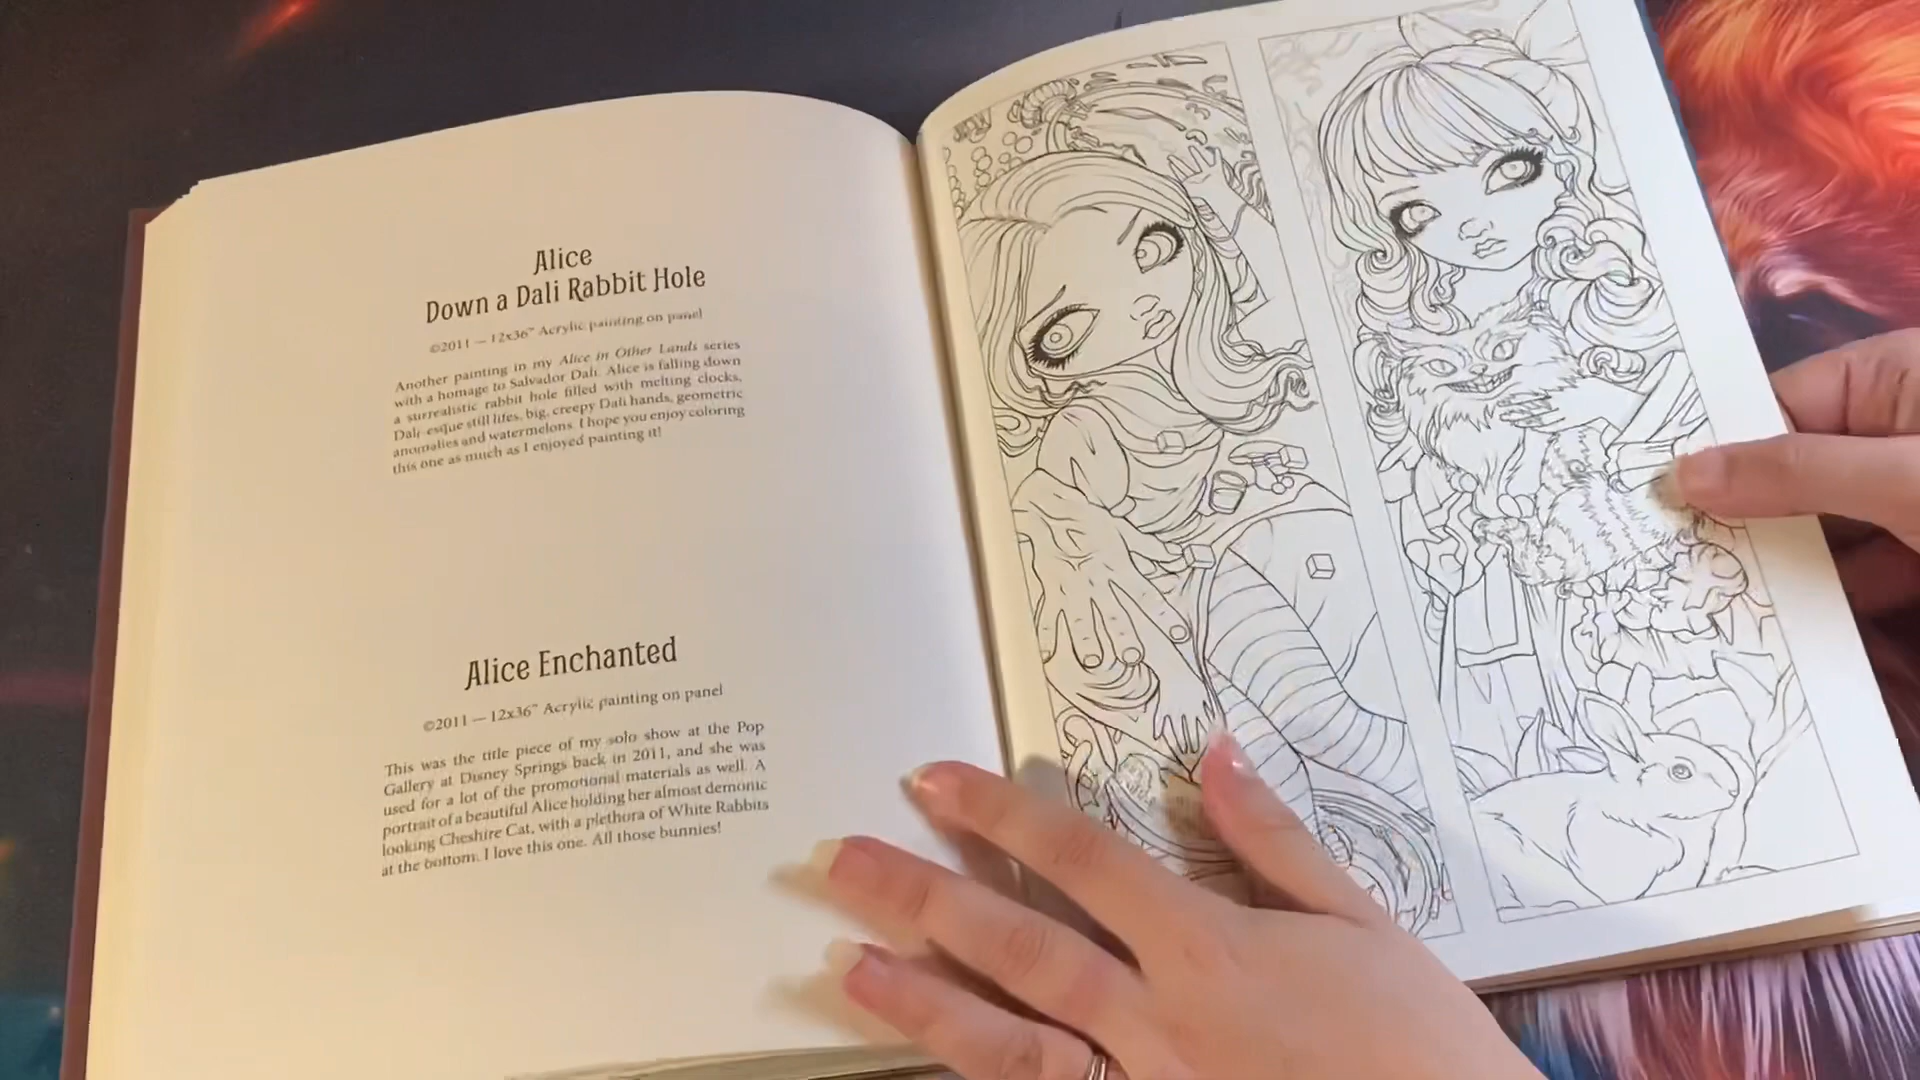 Alice
Down a Dali Rabbit Hole
©2011 — 12x36" Acrylic painting on panel
Another painting in my Alice in Other Lands series
with a homage to Salvador Dali. Alice is falling down
a surrealistic rabbit hole filled with melting clocks,
Dali-esque still lifes, big, creepy Dali hands, geometric
anomalies and watermelons. I hope you enjoy coloring
this one as much as I enjoyed painting it!
Alice Enchanted
©2011 — 12x36" Acrylic painting on panel
This was the title piece of my solo show at the Pop
Gallery at Disney Springs back in 2011, and she was
used for a lot of the promotional materials as well. A
portrait of a beautiful Alice holding her almost demonic
looking Cheshire Cat, with a plethora of White Rabbits
at the bottom. I love this one. All those bunnies!